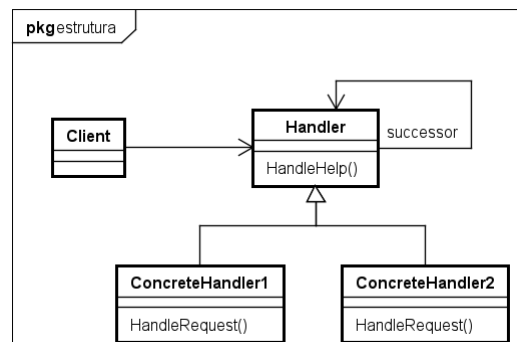 pkg estrutura
Handler
Client
successor
HandleHelp()
ConcreteHandler1
ConcreteHandler2
HandleRequest()
HandleRequest()